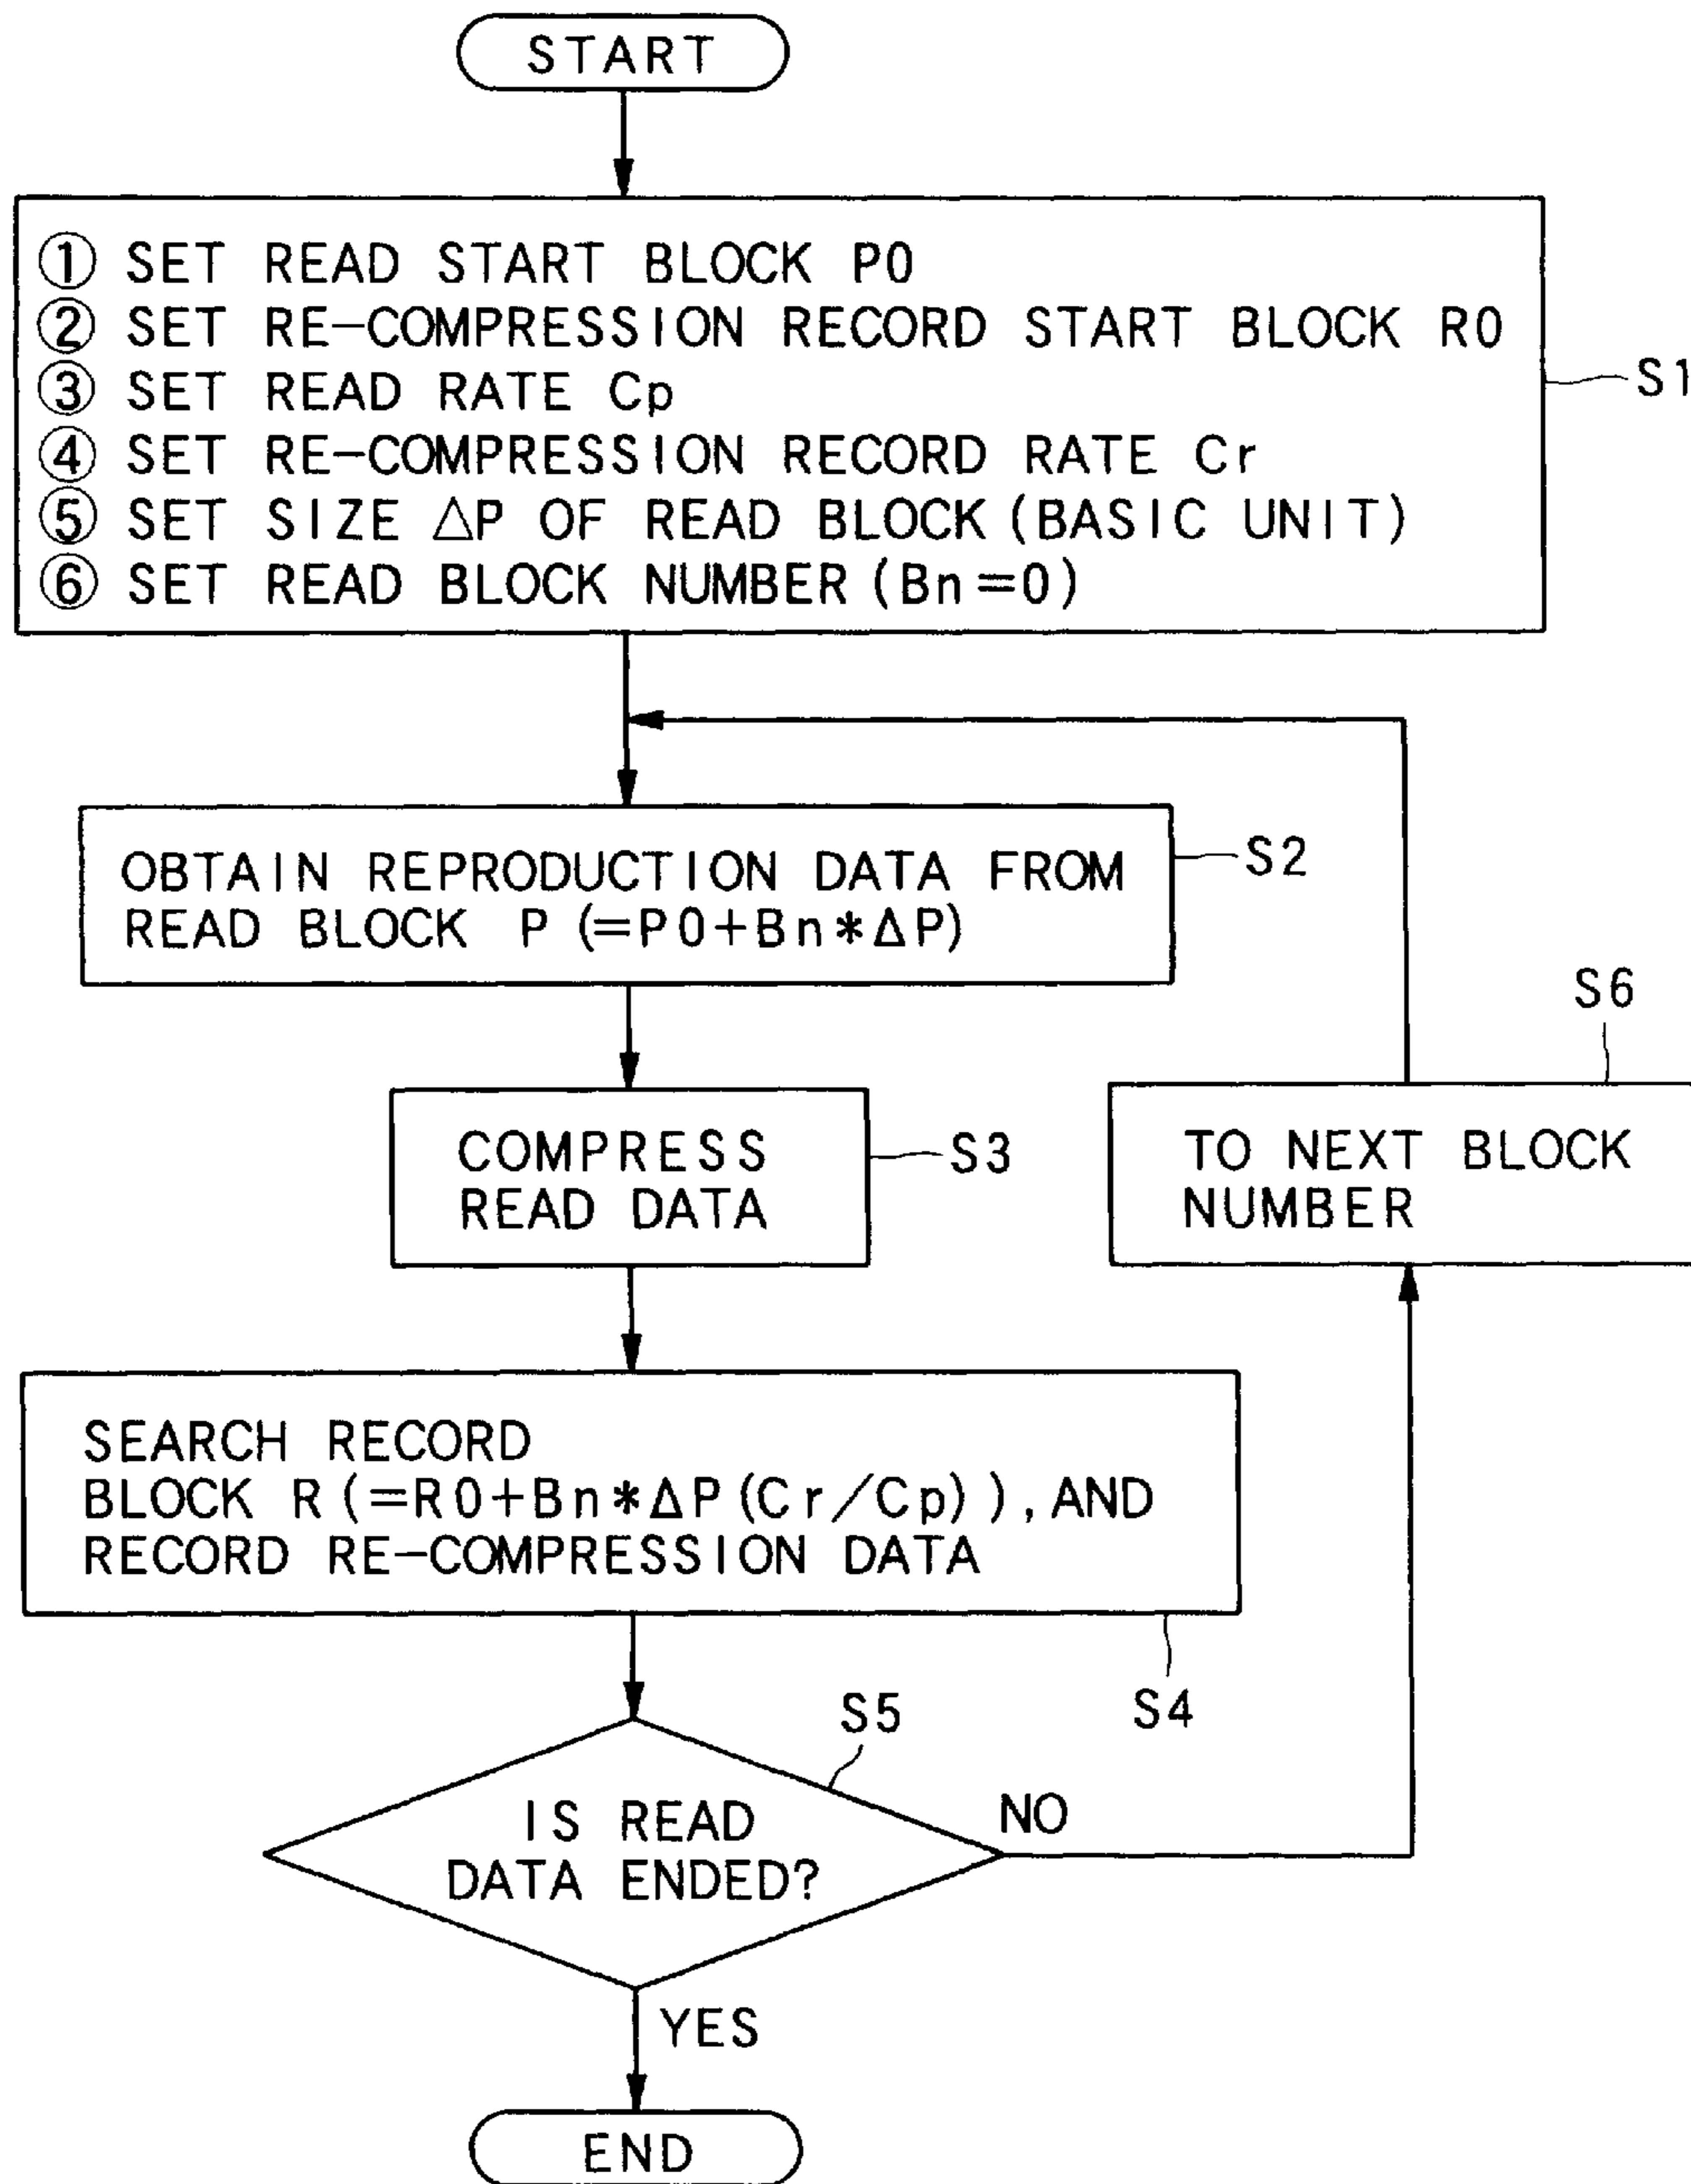 START
① SET READ START BLOCK P0
② SET RE-COMPRESSION RECORD START BLOCK R0
③ SET READ RATE Cp
④ SET RE-COMPRESSION RECORD RATE Cr
⑤ SET SIZE △P OF READ BLOCK (BASIC UNIT)
⑥ SET READ BLOCK NUMBER (Bn=0)
S1
OBTAIN REPRODUCTION DATA FROM
READ BLOCK P (=P0+Bn*ΔP)
S2
S6
COMPRESS
READ DATA
S3
TO NEXT BLOCK
NUMBER
SEARCH RECORD
BLOCK R (=R0+Bn*ΔP(Cr/Cp)), AND
RECORD RE-COMPRESSION DATA
S4
S5
IS READ
DATA ENDED?
NO
YES
END